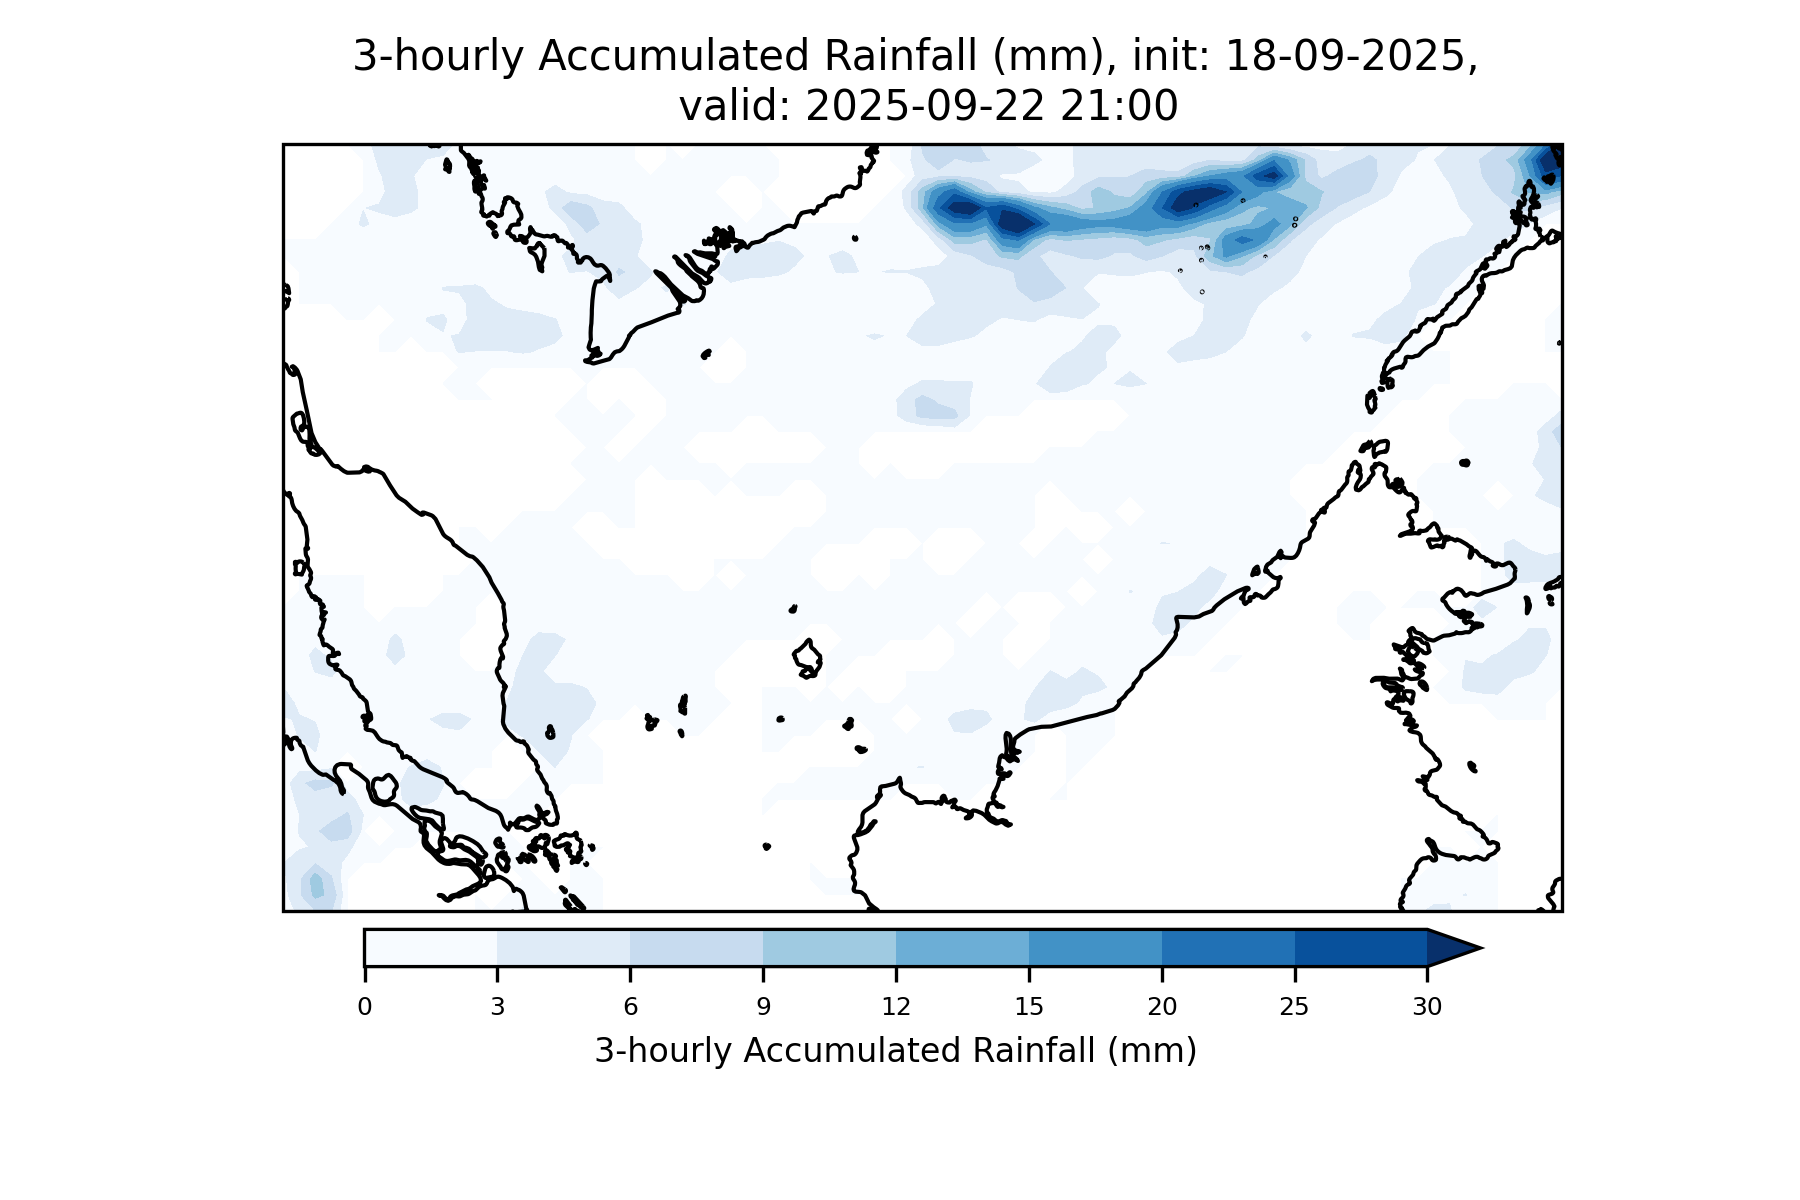 3-hourly Accumulated Rainfall (mm), init: 18-09-2025,
valid: 2025-09-22 21:00
0 3 6 9 12 15 20 25 30
3-hourly Accumulated Rainfall (mm)